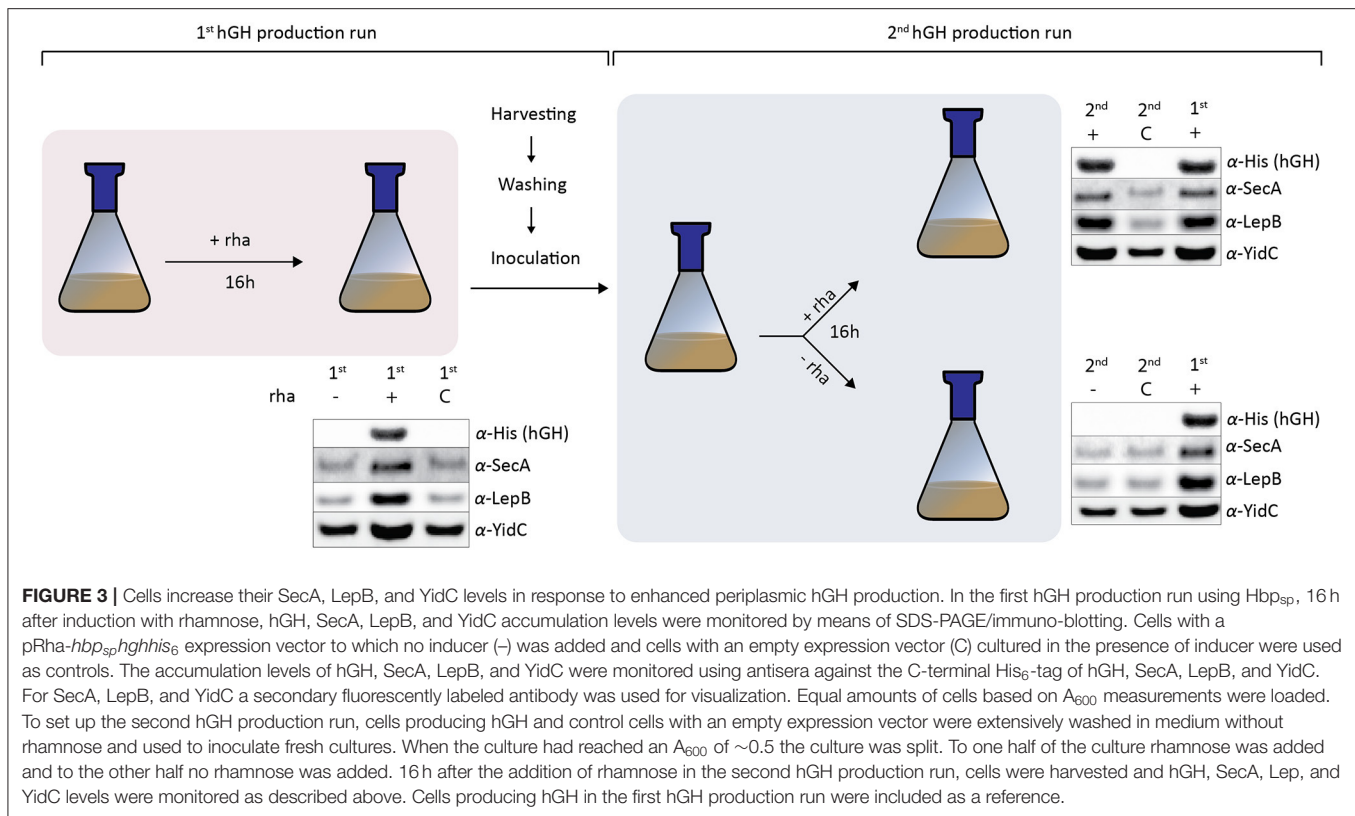 1st hGH production run
2nd hGH production run
+ rha
16h
Harvesting
Washing
Inoculation
+ rha
16h
- rha
1st 1st 1st
rha - + C
α-His (hGH)
α-SecA
α-LepB
α-YidC
2nd 2nd 1st
+ C +
α-His (hGH)
α-SecA
α-LepB
α-YidC
2nd 2nd 1st
- C +
α-His (hGH)
α-SecA
α-LepB
α-YidC
FIGURE 3 | Cells increase their SecA, LepB, and YidC levels in response to enhanced periplasmic hGH production. In the first hGH production run using Hbpsp, 16 h
after induction with rhamnose, hGH, SecA, LepB, and YidC accumulation levels were monitored by means of SDS-PAGE/immuno-blotting. Cells with a
pRha-hbpsphghhis6 expression vector to which no inducer (–) was added and cells with an empty expression vector (C) cultured in the presence of inducer were used
as controls. The accumulation levels of hGH, SecA, LepB, and YidC were monitored using antisera against the C-terminal His6-tag of hGH, SecA, LepB, and YidC.
For SecA, LepB, and YidC a secondary fluorescently labeled antibody was used for visualization. Equal amounts of cells based on A600 measurements were loaded.
To set up the second hGH production run, cells producing hGH and control cells with an empty expression vector were extensively washed in medium without
rhamnose and used to inoculate fresh cultures. When the culture had reached an A600 of ~0.5 the culture was split. To one half of the culture rhamnose was added
and to the other half no rhamnose was added. 16 h after the addition of rhamnose in the second hGH production run, cells were harvested and hGH, SecA, Lep, and
YidC levels were monitored as described above. Cells producing hGH in the first hGH production run were included as a reference.